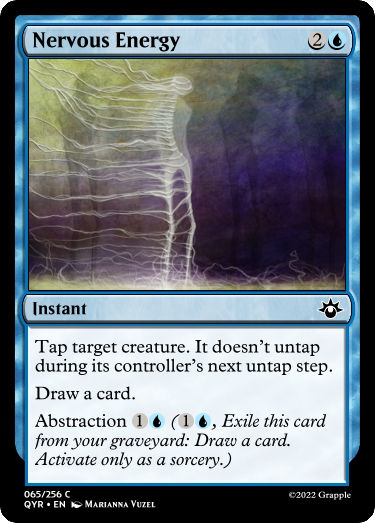 Nervous Energy 2
Instant
Tap target creature. It doesn't untap
during its controller's next untap step.
Draw a card.
Abstraction 1 (1, Exile this card
from your graveyard: Draw a card.
Activate only as a sorcery.)
065/256 C
QYR • EN Marianna Vuzel
©2022 Grapple